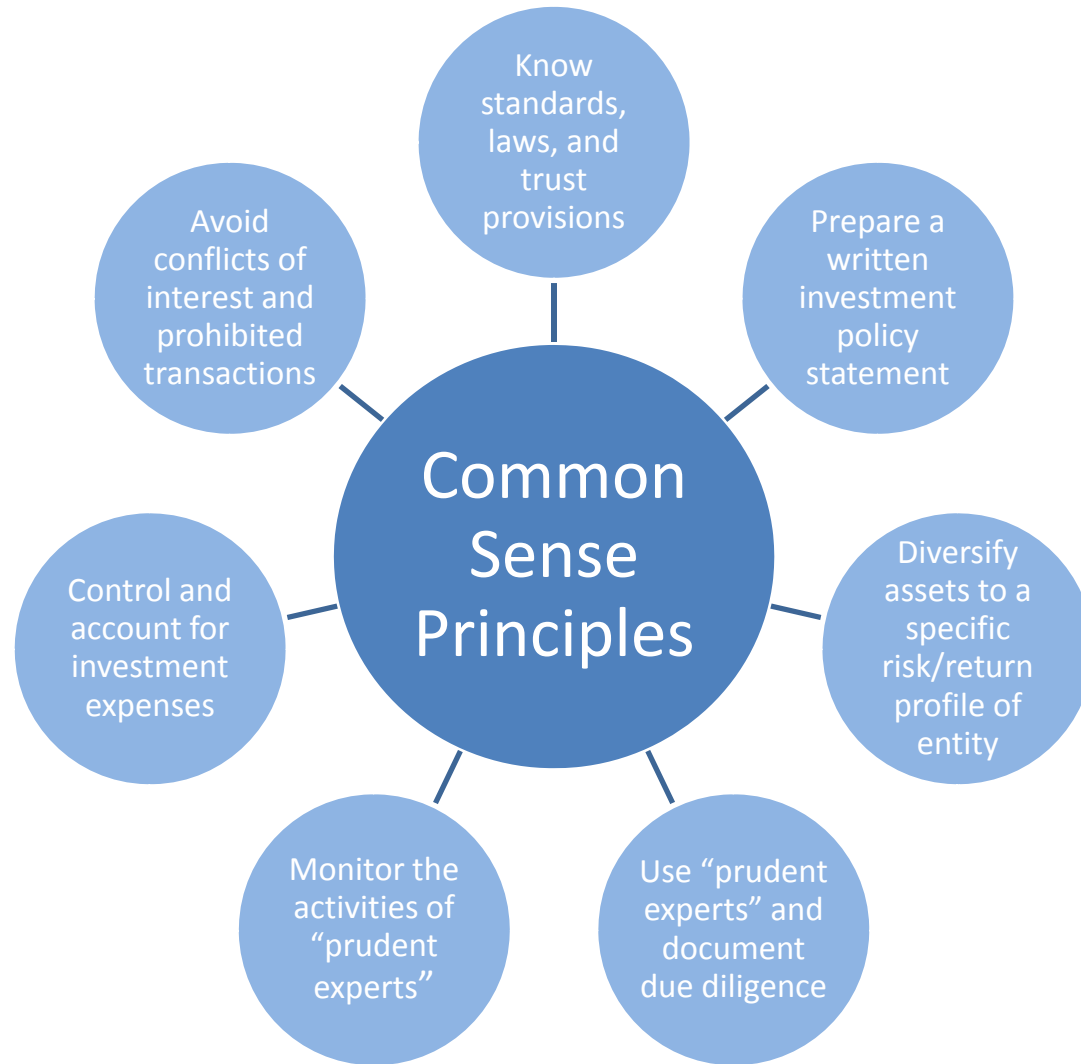 Know
standards,
laws, and
trust
provisions
Prepare a
written
investment
policy
statement
Diversify
assets to a
specific
risk/return
profile of
entity
Use “prudent
experts” and
document
due diligence
Monitor the
activities of
“prudent
experts”
Control and
account for
investment
expenses
Avoid
conflicts of
interest and
prohibited
transactions
Common
Sense
Principles